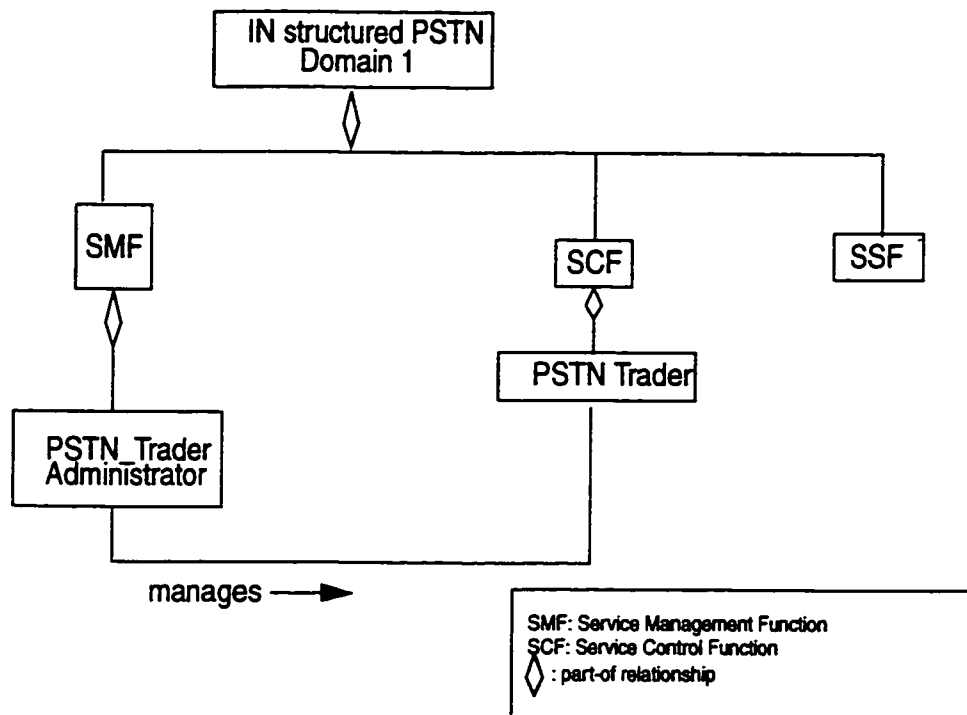 IN structured PSTN
Domain 1
SMF
SCF
SSF
PSTN Trader
PSTN_Trader
Administrator
manages
SMF: Service Management Function
SCF: Service Control Function
: part-of relationship